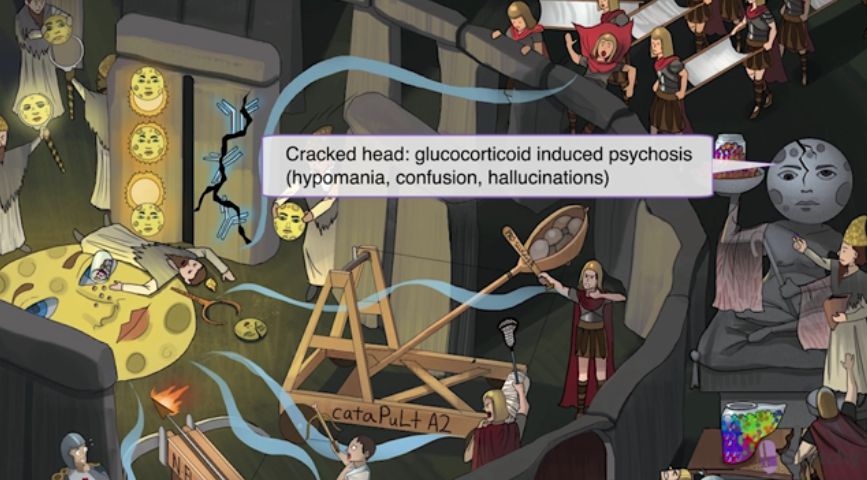 Cracked head: glucocorticoid induced psychosis
(hypomania, confusion, hallucinations)
cataPuLt A2